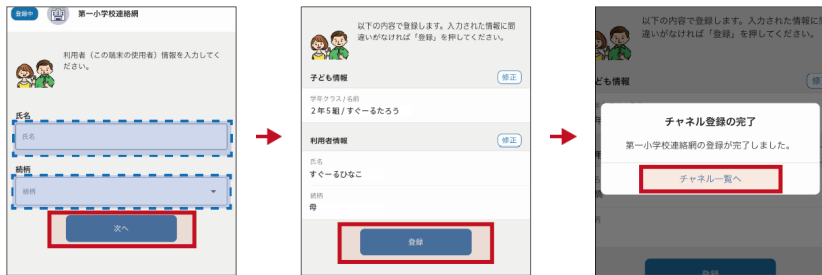 登録中 第一小学校連絡網
利用者（この端末の使用者）情報を入力してく
ださい。
氏名
氏名
続柄
続柄
次へ
以下の内容で登録します。入力された情報に間
違いがなければ「登録」を押してください。
子ども情報 修正
学年クラス/名前
2年5組/すぐーるたろう
利用者情報 修正
氏名
すぐーるひなこ
続柄
母
登録
以下の内容で登録します。入力された情報に
違いがなければ「登録」を押してください。
ども情報
チャネル登録の完了
第一小学校連絡網の登録が完了しました。
チャネル一覧へ
登録